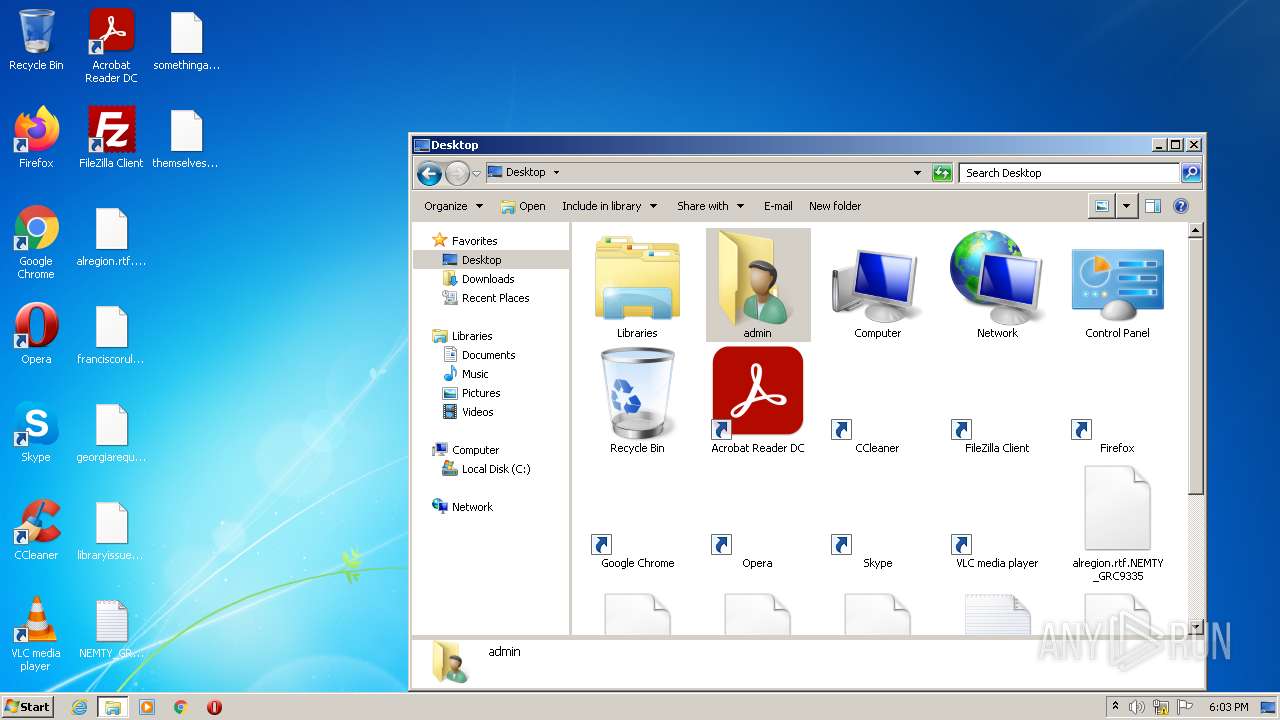 Recycle Bin
Acrobat
Reader DC
somethinga...
Firefox
FileZilla Client
themselves...
Google
Chrome
alregion.rtf....
Opera
franciscorul...
Skype
georgiarequ...
CCleaner
libraryissue...
VLC media
player
NEMTY_GR...
Desktop
Desktop
Search Desktop
Organize
Open
Include in library
Share with
E-mail
New folder
Favorites
Desktop
Downloads
Recent Places
Libraries
Documents
Music
Pictures
Videos
Computer
Local Disk (C:)
Network
Libraries
admin
Computer
Network
Control Panel
Recycle Bin
Acrobat Reader DC
CCleaner
FileZilla Client
Firefox
Google Chrome
Opera
Skype
VLC media player
alregion.rtf.NEMTY
_GRC9335
admin
ANY RUN
Start
6:03 PM